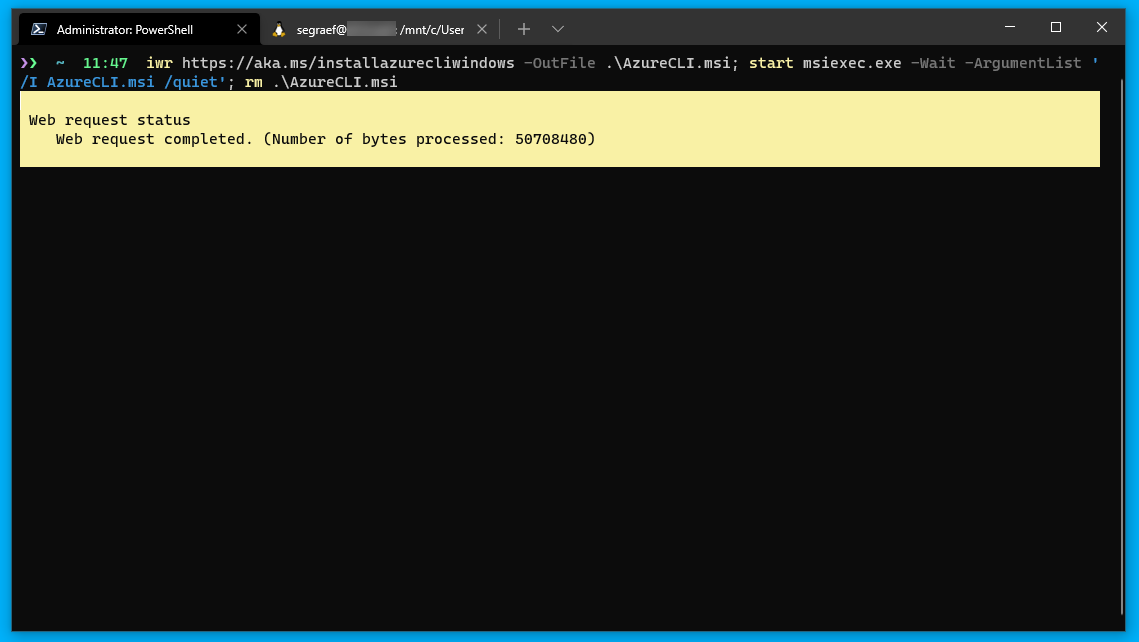 Administrator: PowerShell
segraef@ : /mnt/c/User
❯❯ ~ 11:47 iwr https://aka.ms/installazurecliwindows -OutFile .\AzureCLI.msi; start msiexec.exe -Wait -ArgumentList '
/I AzureCLI.msi /quiet'; rm .\AzureCLI.msi
Web request status
Web request completed. (Number of bytes processed: 50708480)